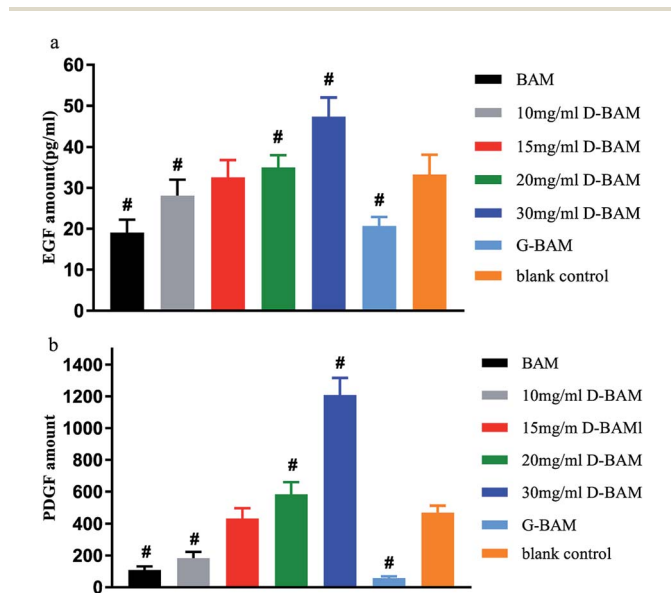 a
EGF amount(pg/ml)
60
50
40
30
20
10
0
#
#
#
#
#
BAM
10mg/ml D-BAM
15mg/ml D-BAM
20mg/ml D-BAM
30mg/ml D-BAM
G-BAM
blank control
b
PDGF amount
1400
1200
1000
800
600
400
200
0
#
#
#
#
#
BAM
10mg/ml D-BAM
15mg/m D-BAMl
20mg/ml D-BAM
30mg/ml D-BAM
G-BAM
blank control